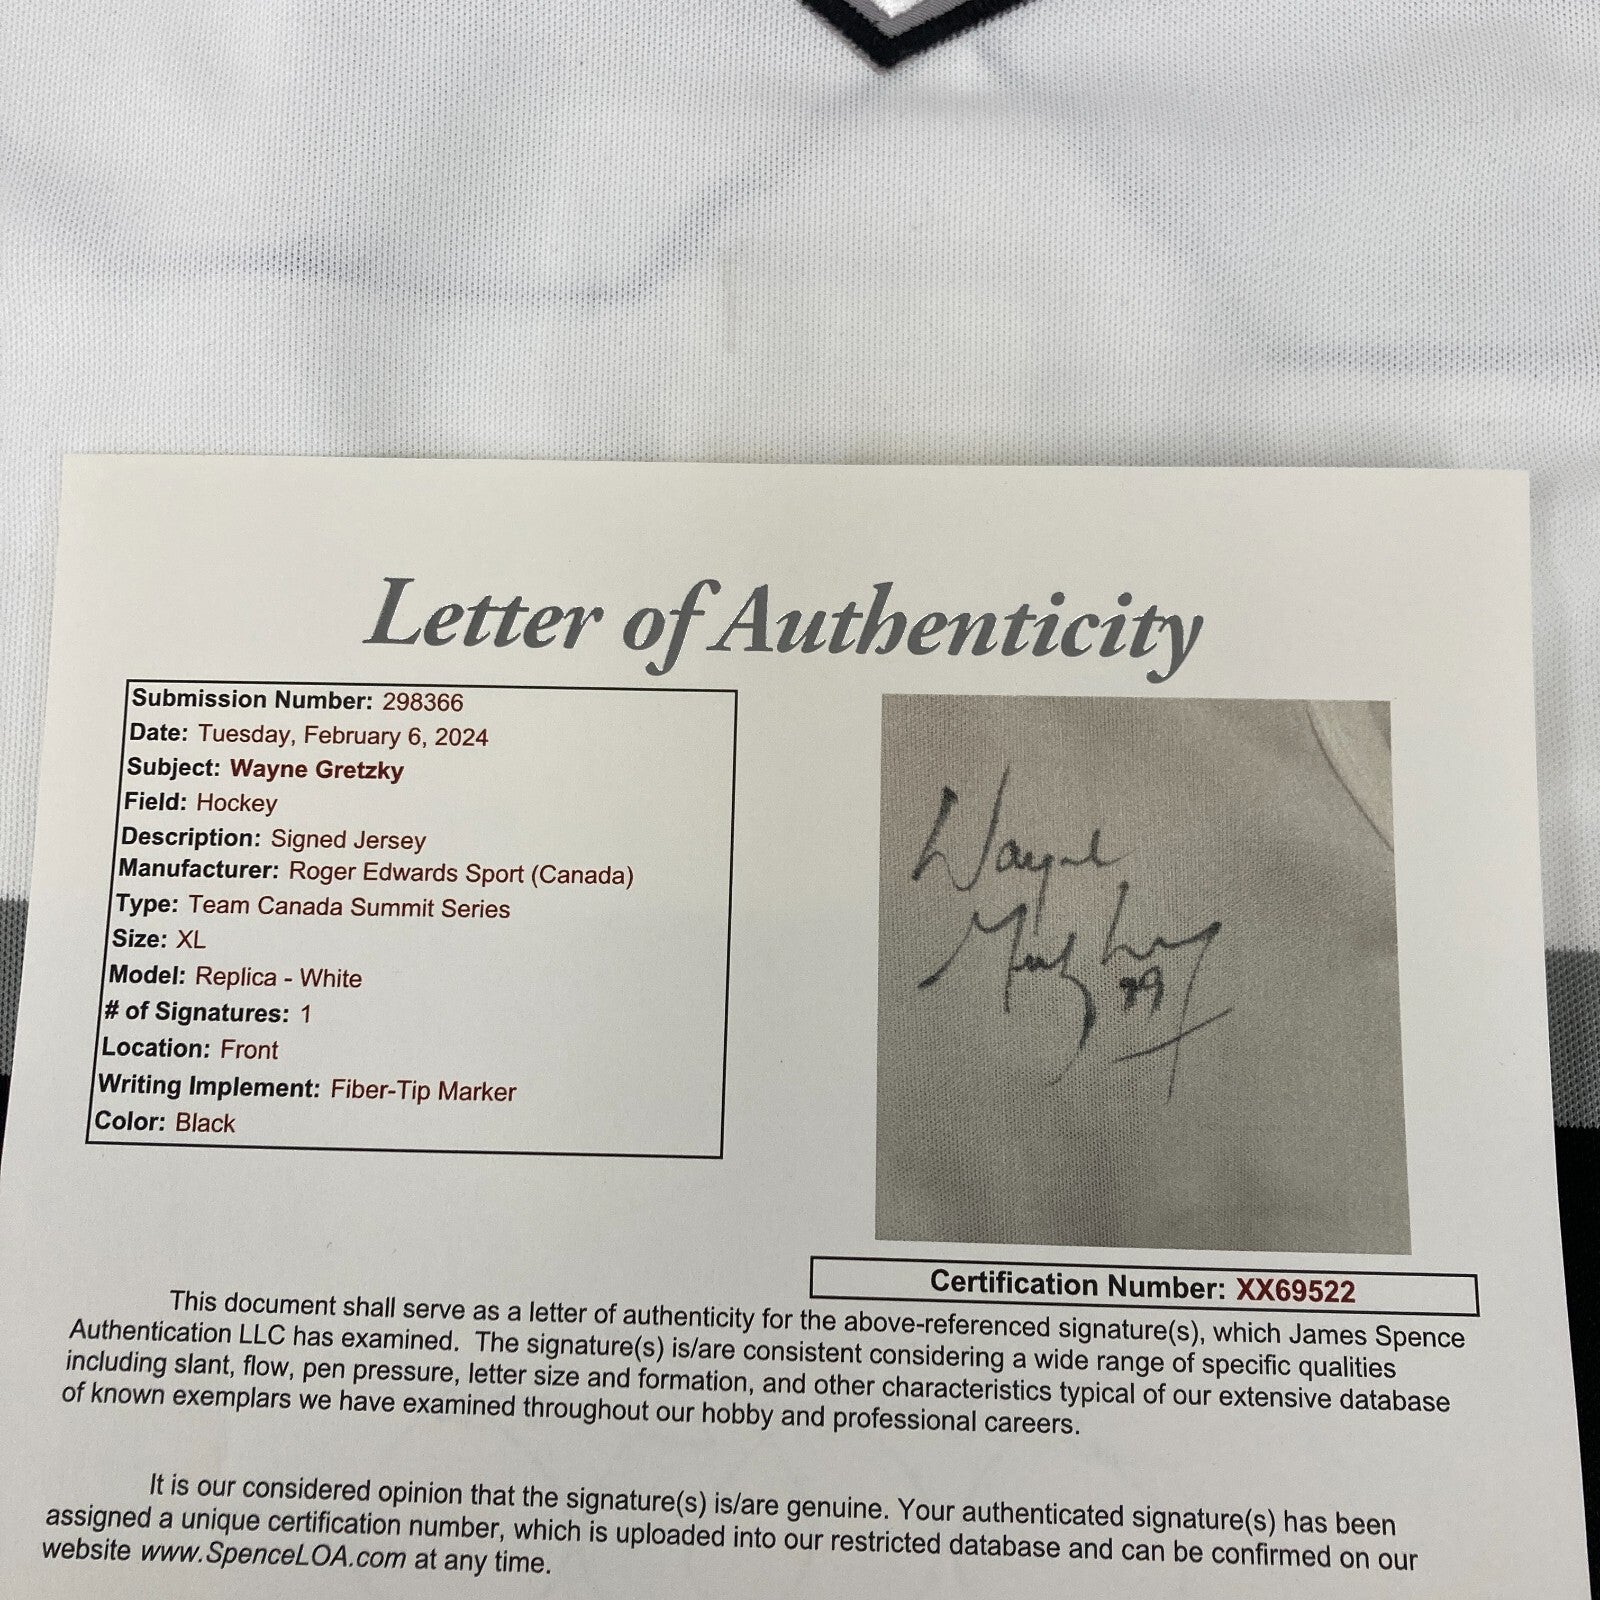 Letter of Authenticity
Submission Number: 298366
Date: Tuesday, February 6, 2024
Subject: Wayne Gretzky
Field: Hockey
Description: Signed Jersey
Manufacturer: Roger Edwards Sport (Canada)
Type: Team Canada Summit Series
Size: XL
Model: Replica - White
# of Signatures: 1
Location: Front
Writing Implement: Fiber-Tip Marker
Color: Black
Wayne
Gretzky
99
Certification Number: XX69522
This document shall serve as a letter of authenticity for the above-referenced signature(s), which James Spence
Authentication LLC has examined. The signature(s) is/are consistent considering a wide range of specific qualities
including slant, flow, pen pressure, letter size and formation, and other characteristics typical of our extensive database
of known exemplars we have examined throughout our hobby and professional careers.
It is our considered opinion that the signature(s) is/are genuine. Your authenticated signature(s) has been
assigned a unique certification number, which is uploaded into our restricted database and can be confirmed on our
website www.SpenceLOA.com at any time.